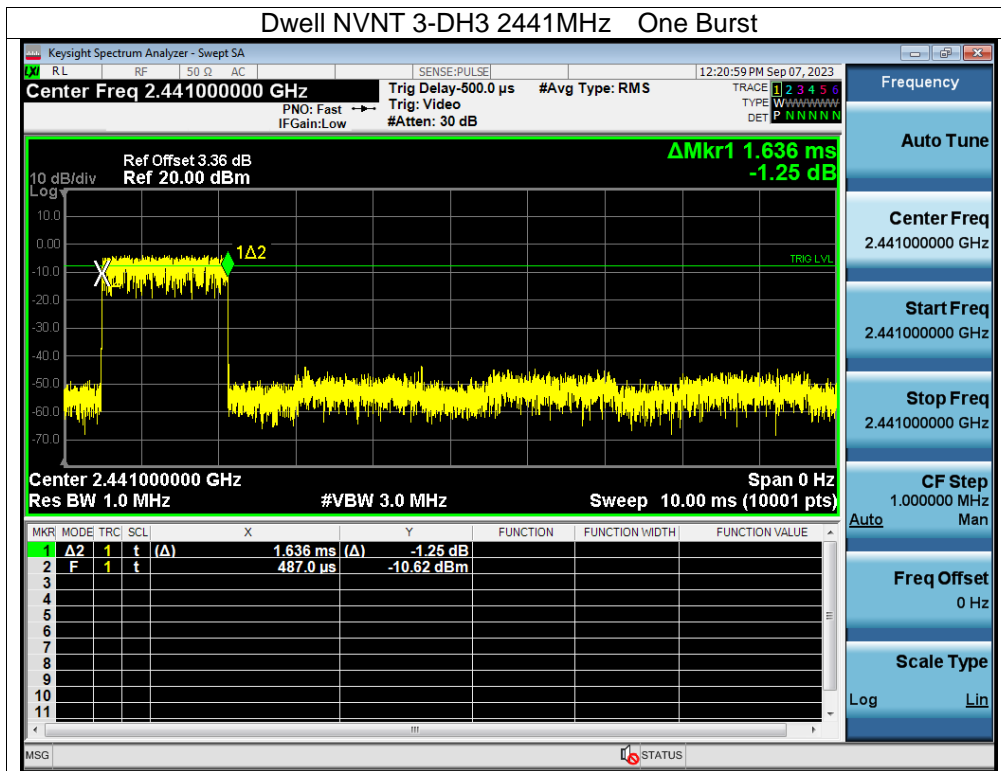 Dwell NVNT 3-DH3 2441MHz One Burst
Keysight Spectrum Analyzer - Swept SA
LXI RL RF 50 Ω AC SENSE:PULSE 12:20:59 PM Sep 07, 2023
Center Freq 2.441000000 GHz
PNO: Fast
IFGain:Low
Trig Delay-500.0 µs
Trig: Video
#Atten: 30 dB
#Avg Type: RMS
TRACE 1 2 3 4 5 6
TYPE WWWWWW
DET P N N N N N
ΔMkr1 1.636 ms
-1.25 dB
Ref Offset 3.36 dB
10 dB/div Ref 20.00 dBm
Log
10.0
0.00
-10.0
-20.0
-30.0
-40.0
-50.0
-60.0
-70.0
1Δ2
TRIG LVL
Center 2.441000000 GHz Span 0 Hz
Res BW 1.0 MHz #VBW 3.0 MHz Sweep 10.00 ms (10001 pts)
MKR MODE TRC SCL X Y FUNCTION FUNCTION WIDTH FUNCTION VALUE
1 Δ2 1 t (Δ) 1.636 ms (Δ) -1.25 dB
2 F 1 t 487.0 µs -10.62 dBm
3
4
5
6
7
8
9
10
11
MSG STATUS
Frequency
Auto Tune
Center Freq
2.441000000 GHz
Start Freq
2.441000000 GHz
Stop Freq
2.441000000 GHz
CF Step
1.000000 MHz
Auto Man
Freq Offset
0 Hz
Scale Type
Log Lin